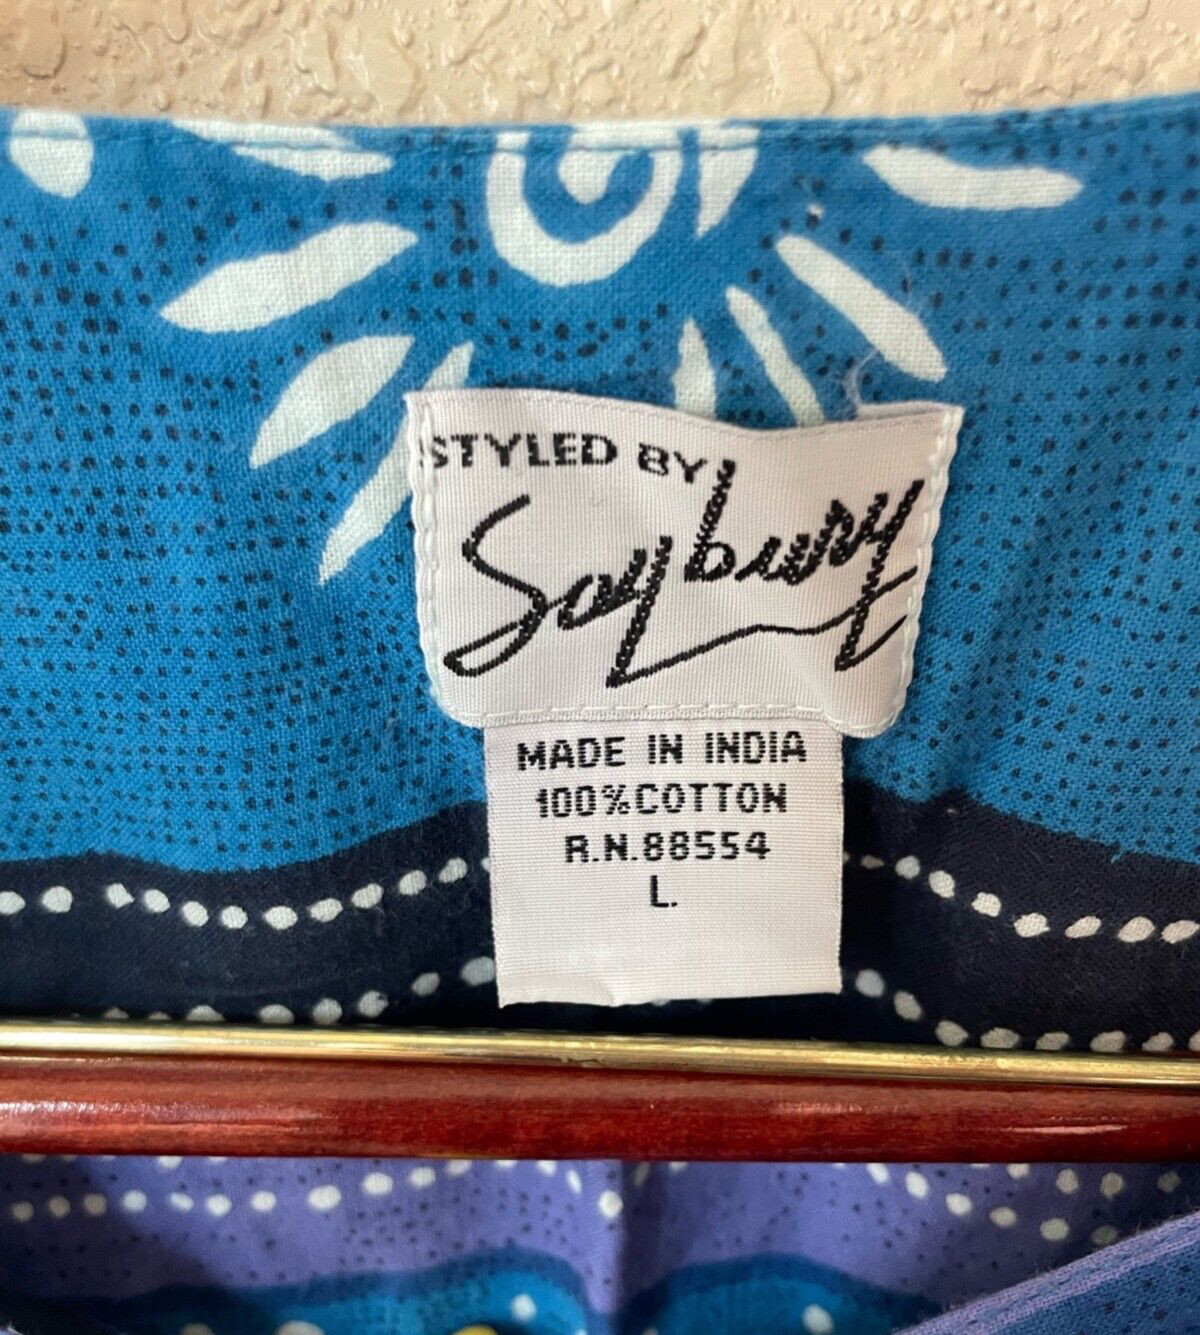 STYLED BY
Saybury
MADE IN INDIA
100%COTTON
R.N.88554
L.